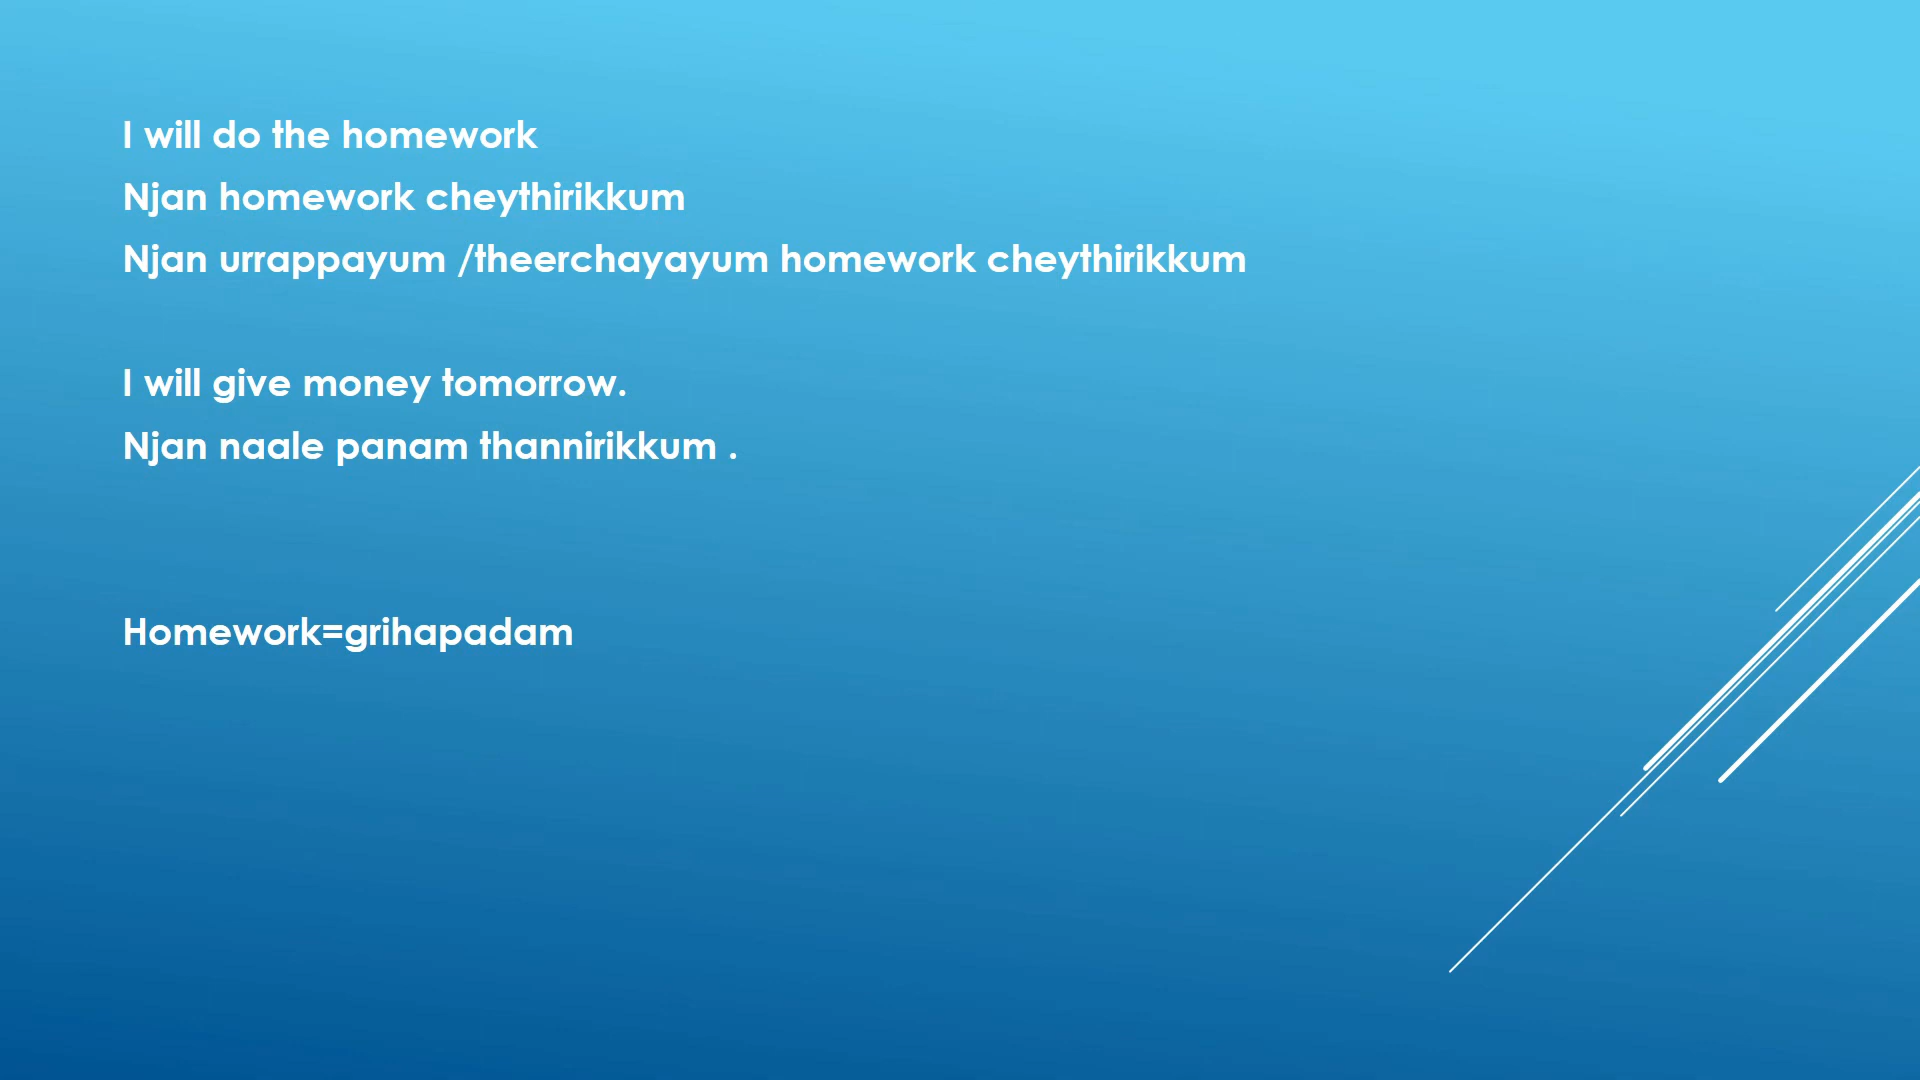 I will do the homework
Njan homework cheythirikkum
Njan urrappayum /theerchayayum homework cheythirikkum
I will give money tomorrow.
Njan naale panam thannirikkum .
Homework=grihapadam